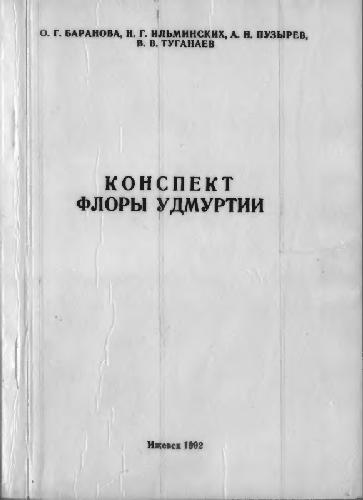 О. Г. БАРАНОВА, Н. Г. ИЛЬМИНСКИХ, А. Н. ПУЗЫРЕВ,
В. В. ТУГАНАЕВ
КОНСПЕКТ
ФЛОРЫ УДМУРТИИ
Ижевск 1992